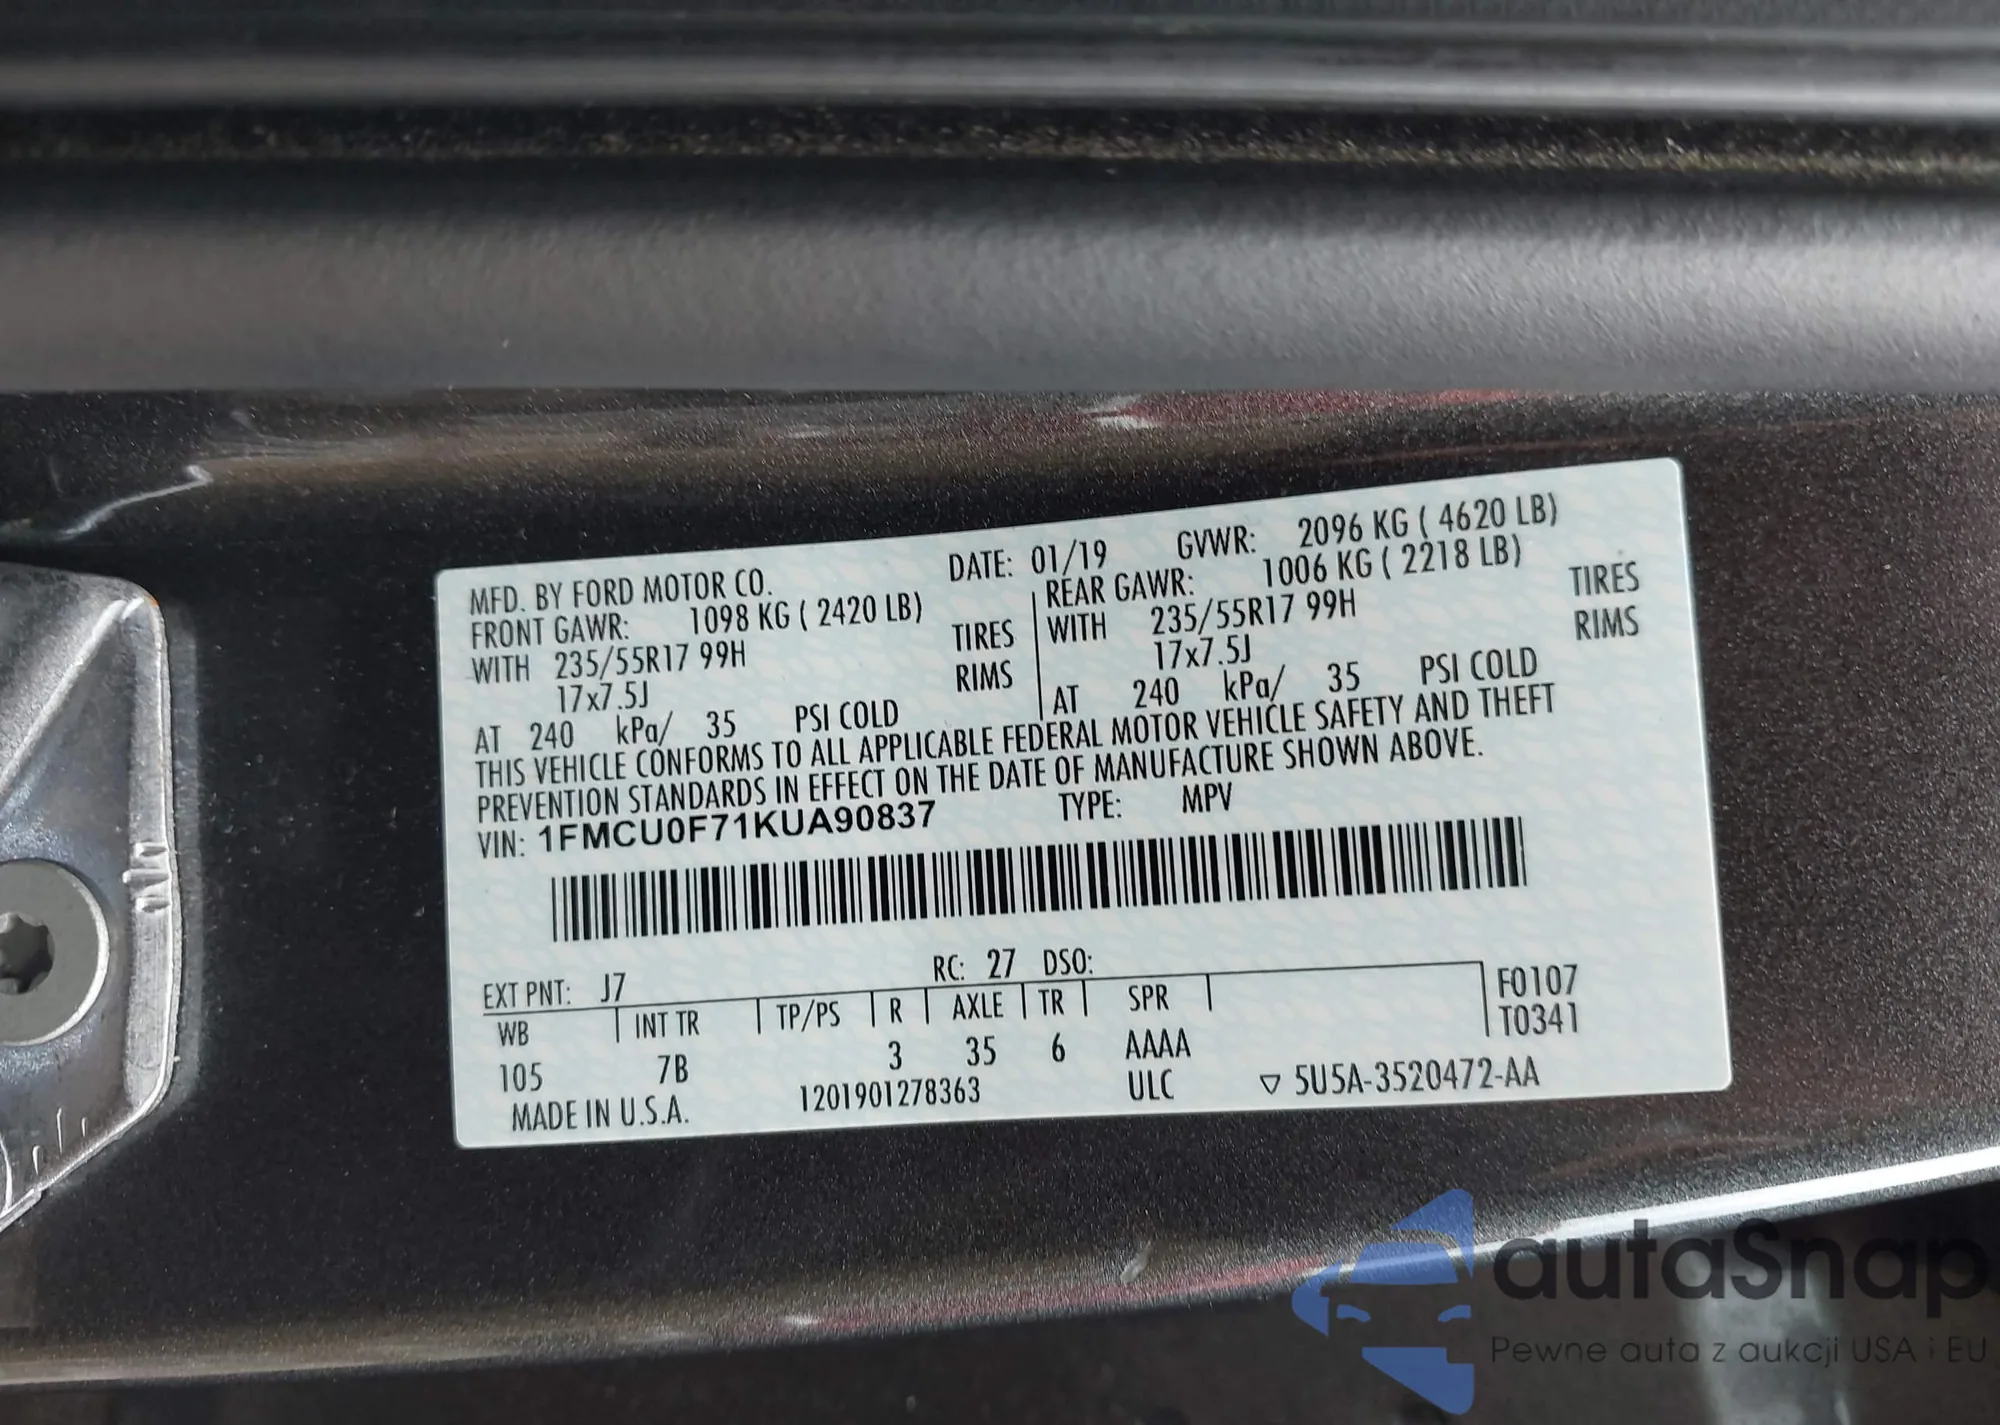 MFD. BY FORD MOTOR CO. DATE: 01/19 GVWR: 2096 KG ( 4620 LB)
FRONT GAWR: 1098 KG ( 2420 LB) REAR GAWR: 1006 KG ( 2218 LB)
WITH 235/55R17 99H TIRES WITH 235/55R17 99H TIRES
17x7.5J RIMS 17x7.5J RIMS
AT 240 kPa/ 35 PSI COLD AT 240 kPa/ 35 PSI COLD
THIS VEHICLE CONFORMS TO ALL APPLICABLE FEDERAL MOTOR VEHICLE SAFETY AND THEFT
PREVENTION STANDARDS IN EFFECT ON THE DATE OF MANUFACTURE SHOWN ABOVE.
VIN: 1FMCU0F71KUA90837 TYPE: MPV
EXT PNT: J7 RC: 27 DSO:
WB INT TR TP/PS R AXLE TR SPR F0107
T0341
105 7B 3 35 6 AAAA
MADE IN U.S.A. 1201901278363 ULC ▽ 5U5A-3520472-AA
autaSnap
Pewne auta z aukcji USA i EU